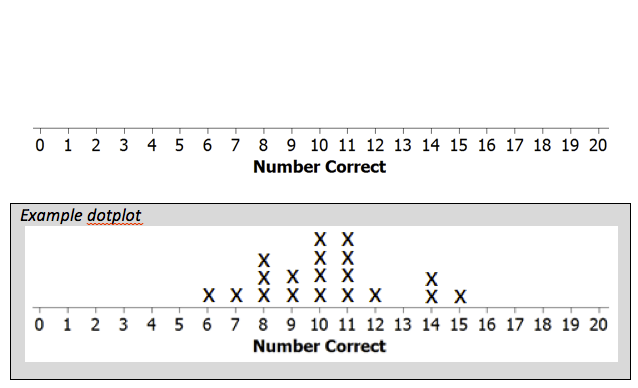 0 1 2 3 4 5 6 7 8 9 10 11 12 13 14 15 16 17 18 19 20
Number Correct
Example dotplot
X X
X X X
X X X X X X
X X X X X X X X X
0 1 2 3 4 5 6 7 8 9 10 11 12 13 14 15 16 17 18 19 20
Number Correct